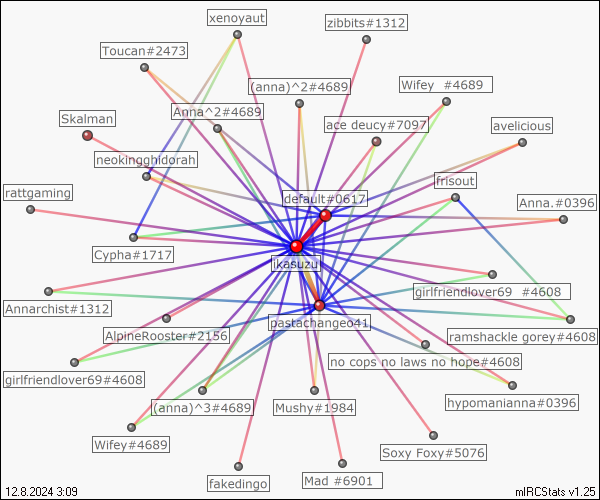 xenoyaut
zibbits#1312
Toucan#2473
(anna)^2#4689
Wifey #4689
Anna^2#4689
Skalman
ace deucy#7097
avelicious
neokingghidorah
frisout
rattgaming
default#0617
Anna.#0396
Cypha#1717
ikasuzu
girlfriendlover69 #4608
Annarchist#1312
pastachange041
AlpineRooster#2156
ramshackle gorey#4608
no cops no laws no hope#4608
girlfriendlover69#4608
(anna)^3#4689
Mushy#1984
hypomanianna#0396
Wifey#4689
Soxy Foxy#5076
fakedingo
Mad #6901
12.8.2024 3:09
mIRCStats v1.25